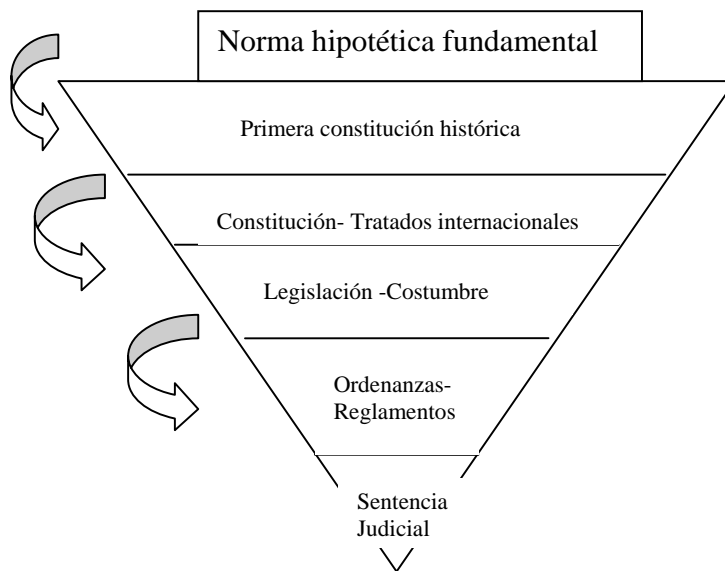 Norma hipotética fundamental
Primera constitución histórica
Constitución- Tratados internacionales
Legislación -Costumbre
Ordenanzas-
Reglamentos
Sentencia
Judicial